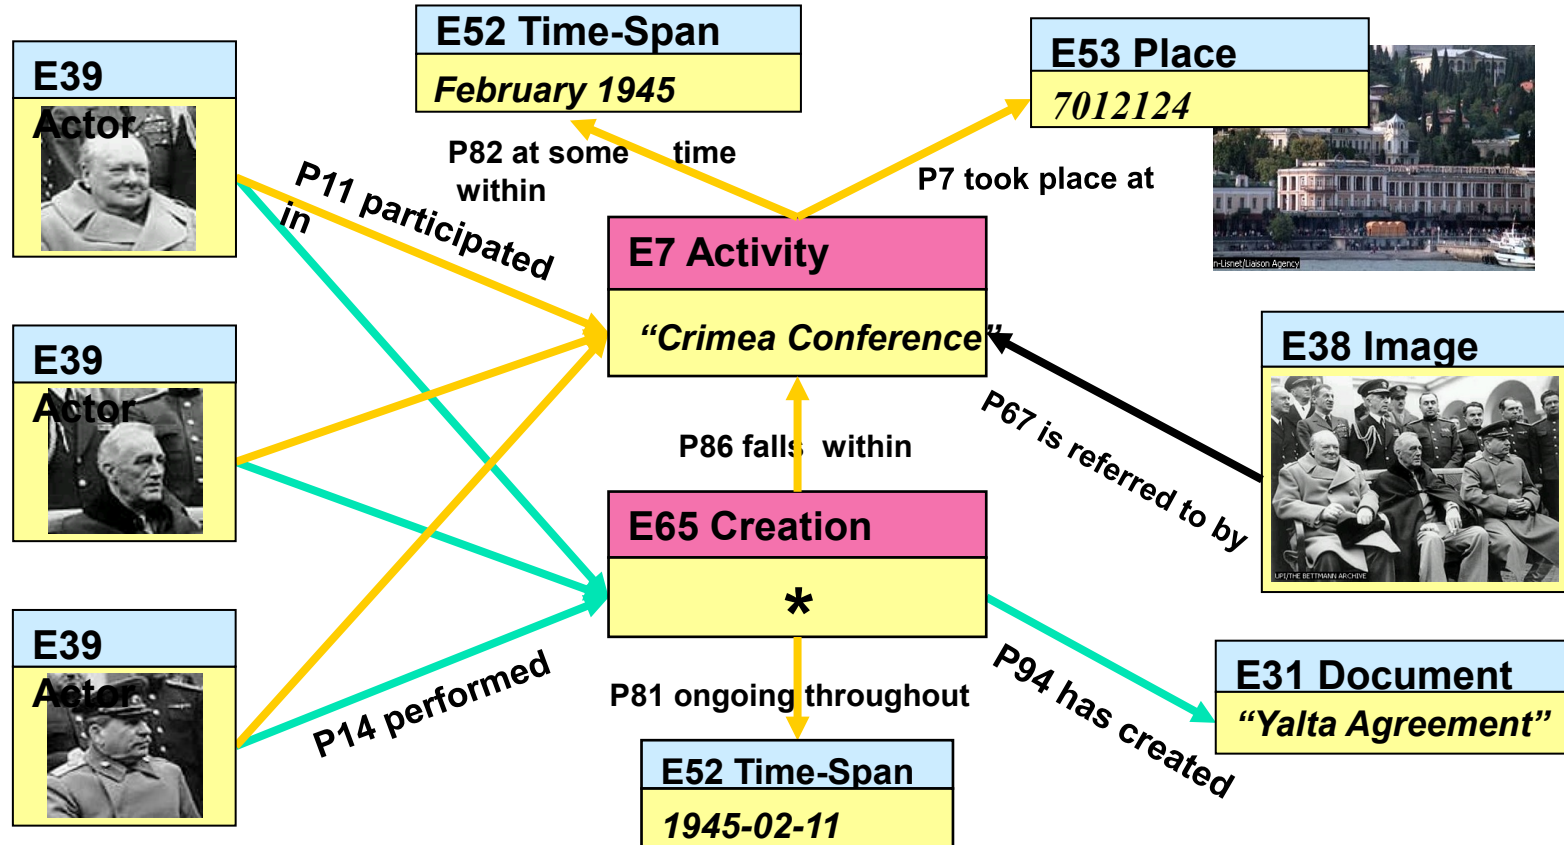 E52 Time-Span
February 1945
E53 Place
7012124
E39
Actor
P82 at some time
within
P7 took place at
P11 participated
in
E7 Activity
“Crimea Conference”
E38 Image
E39
Actor
P67 is referred to by
P86 falls within
E65 Creation
*
E39
Actor
P14 performed
P81 ongoing throughout
P94 has created
E31 Document
“Yalta Agreement”
E52 Time-Span
1945-02-11
n-Lisnet/Liaison Agency
UPI/THE BETTMANN ARCHIVE